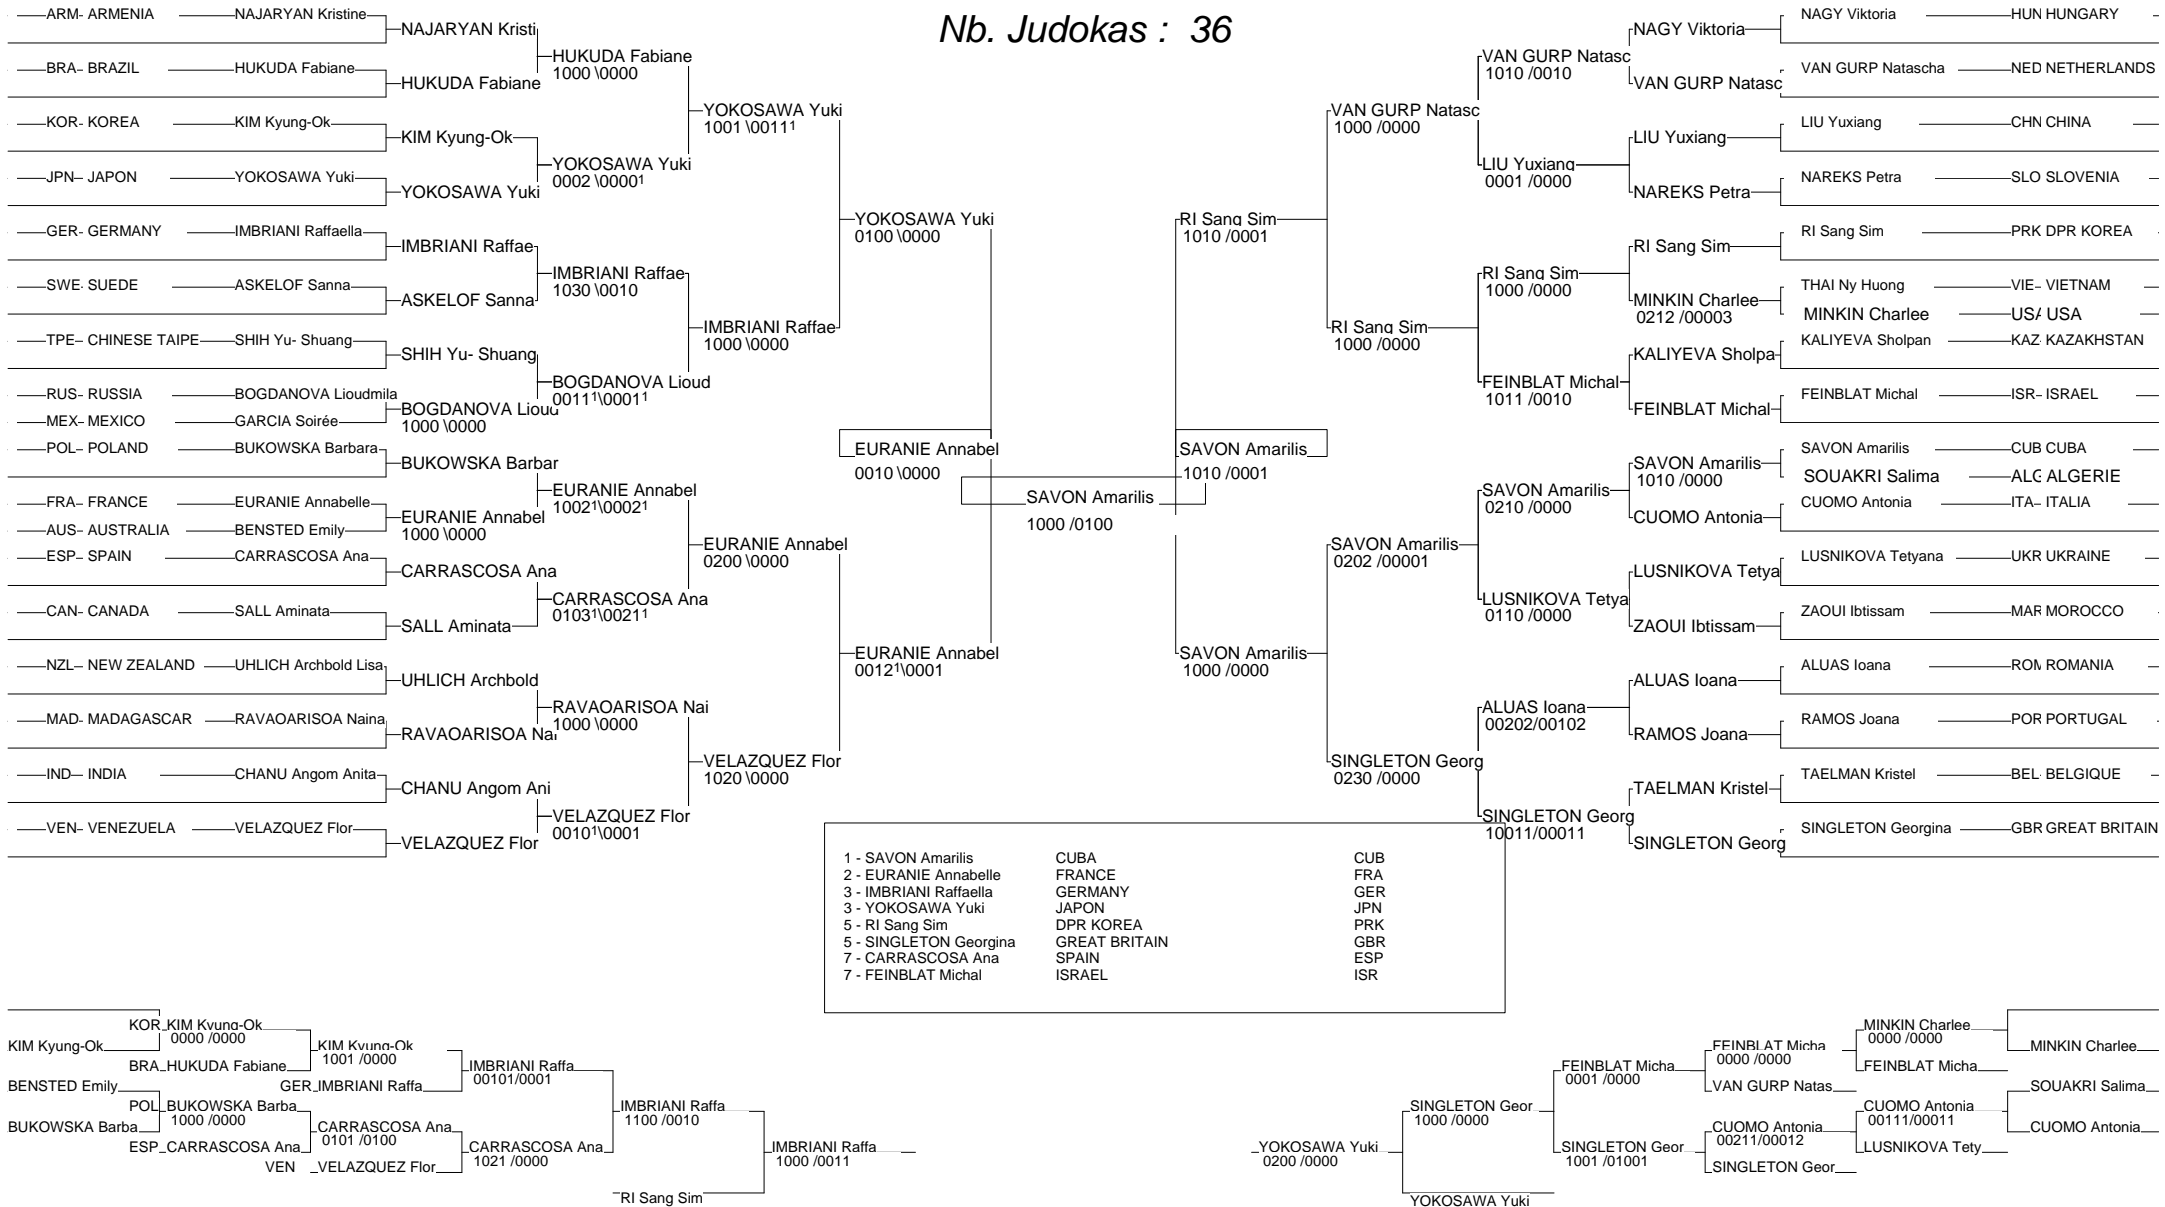 Nb. Judokas : 36
ARM- ARMENIA NAJARYAN Kristine
BRA- BRAZIL HUKUDA Fabiane
KOR- KOREA KIM Kyung-Ok
JPN- JAPON YOKOSAWA Yuki
GER- GERMANY IMBRIANI Raffaella
SWE- SUEDE ASKELOF Sanna
TPE- CHINESE TAIPE SHIH Yu- Shuang
RUS- RUSSIA BOGDANOVA Lioudmila
MEX- MEXICO GARCIA Soirée
POL- POLAND BUKOWSKA Barbara
FRA- FRANCE EURANIE Annabelle
AUS- AUSTRALIA BENSTED Emily
ESP- SPAIN CARRASCOSA Ana
CAN- CANADA SALL Aminata
NZL- NEW ZEALAND UHLICH Archbold Lisa
MAD- MADAGASCAR RAVAOARISOA Naina
IND- INDIA CHANU Angom Anita
VEN- VENEZUELA VELAZQUEZ Flor
NAJARYAN Kristi
HUKUDA Fabiane
KIM Kyung-Ok
YOKOSAWA Yuki
IMBRIANI Raffae
ASKELOF Sanna
SHIH Yu- Shuang
BOGDANOVA Lioud
1000 \0000
BUKOWSKA Barbar
EURANIE Annabel
1000 \0000
CARRASCOSA Ana
SALL Aminata
UHLICH Archbold
RAVAOARISOA Nai
CHANU Angom Ani
VELAZQUEZ Flor
HUKUDA Fabiane
1000 \0000
YOKOSAWA Yuki
0002 \0000¹
IMBRIANI Raffae
1030 \0010
BOGDANOVA Lioud
0011¹\0001¹
EURANIE Annabel
1002¹\0002¹
CARRASCOSA Ana
0103¹\0021¹
RAVAOARISOA Nai
1000 \0000
VELAZQUEZ Flor
0010¹\0001
YOKOSAWA Yuki
1001 \0011¹
IMBRIANI Raffae
1000 \0000
EURANIE Annabel
0200 \0000
VELAZQUEZ Flor
1020 \0000
YOKOSAWA Yuki
0100 \0000
EURANIE Annabel
0010 \0000
EURANIE Annabel
0012¹\0001
SAVON Amarilis
1000 /0100
RI Sang Sim
1010 /0001
SAVON Amarilis
1010 /0001
SAVON Amarilis
1000 /0000
VAN GURP Natasc
1000 /0000
RI Sang Sim
1000 /0000
SAVON Amarilis
0202 /00001
SINGLETON Georg
0230 /0000
VAN GURP Natasc
1010 /0010
LIU Yuxiang
0001 /0000
RI Sang Sim
1000 /0000
FEINBLAT Michal
1011 /0010
SAVON Amarilis
0210 /0000
LUSNIKOVA Tetya
0110 /0000
ALUAS Ioana
00202/00102
SINGLETON Georg
10011/00011
NAGY Viktoria
VAN GURP Natasc
LIU Yuxiang
NAREKS Petra
RI Sang Sim
MINKIN Charlee
0212 /00003
KALIYEVA Sholpa
FEINBLAT Michal
SAVON Amarilis
1010 /0000
CUOMO Antonia
LUSNIKOVA Tetya
ZAOUI Ibtissam
ALUAS Ioana
RAMOS Joana
TAELMAN Kristel
SINGLETON Georg
NAGY Viktoria HUN HUNGARY
VAN GURP Natascha NED NETHERLANDS
LIU Yuxiang CHN CHINA
NAREKS Petra SLO SLOVENIA
RI Sang Sim PRK DPR KOREA
THAI Ny Huong VIE- VIETNAM
MINKIN Charlee USA USA
KALIYEVA Sholpan KAZ- KAZAKHSTAN
FEINBLAT Michal ISR- ISRAEL
SAVON Amarilis CUB CUBA
SOUAKRI Salima ALG ALGERIE
CUOMO Antonia ITA- ITALIA
LUSNIKOVA Tetyana UKR UKRAINE
ZAOUI Ibtissam MAR MOROCCO
ALUAS Ioana ROM ROMANIA
RAMOS Joana POR PORTUGAL
TAELMAN Kristel BEL- BELGIQUE
SINGLETON Georgina GBR GREAT BRITAIN
1 - SAVON Amarilis CUBA CUB
2 - EURANIE Annabelle FRANCE FRA
3 - IMBRIANI Raffaella GERMANY GER
3 - YOKOSAWA Yuki JAPON JPN
5 - RI Sang Sim DPR KOREA PRK
5 - SINGLETON Georgina GREAT BRITAIN GBR
7 - CARRASCOSA Ana SPAIN ESP
7 - FEINBLAT Michal ISRAEL ISR
KIM Kyung-Ok
BENSTED Emily
BUKOWSKA Barba
KOR KIM Kyung-Ok
0000 /0000
BRA HUKUDA Fabiane
POL BUKOWSKA Barba
1000 /0000
ESP CARRASCOSA Ana
KIM Kyung-Ok
1001 /0000
GER IMBRIANI Raffa
CARRASCOSA Ana
0101 /0100
VEN VELAZQUEZ Flor
IMBRIANI Raffa
00101/0001
CARRASCOSA Ana
1021 /0000
IMBRIANI Raffa
1100 /0010
RI Sang Sim
IMBRIANI Raffa
1000 /0011
YOKOSAWA Yuki
0200 /0000
SINGLETON Geor
1000 /0000
YOKOSAWA Yuki
FEINBLAT Micha
0001 /0000
SINGLETON Geor
1001 /01001
FEINBLAT Micha
0000 /0000
VAN GURP Natas
CUOMO Antonia
00211/00012
SINGLETON Geor
MINKIN Charlee
0000 /0000
FEINBLAT Micha
CUOMO Antonia
00111/00011
LUSNIKOVA Tety
MINKIN Charlee
SOUAKRI Salima
CUOMO Antonia